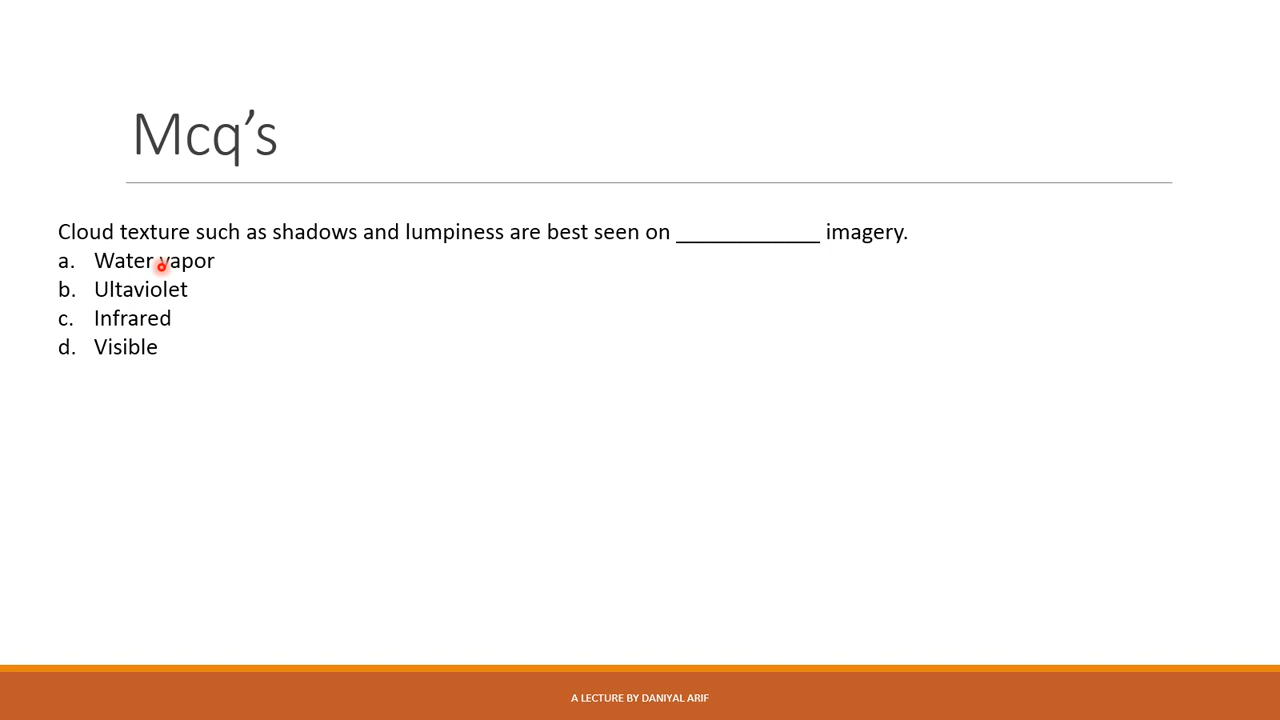 Mcq’s
Cloud texture such as shadows and lumpiness are best seen on _____________ imagery.
a. Water vapor
b. Ultaviolet
c. Infrared
d. Visible
A LECTURE BY DANIYAL ARIF